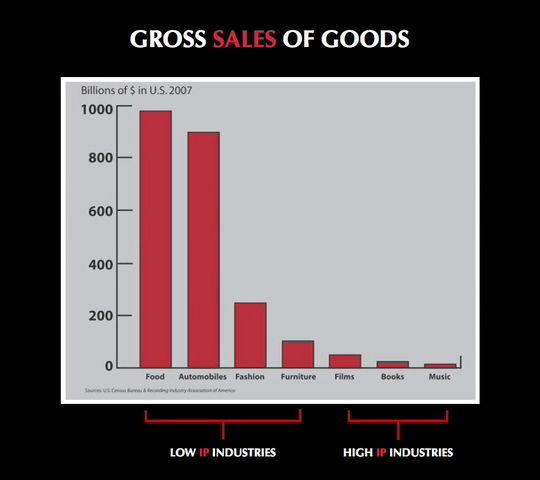 GROSS SALES OF GOODS
Billions of $ in U.S. 2007
1000
800
600
400
200
0
Food Automobiles Fashion Furniture Films Books Music
Sources: U.S. Census Bureau & Recording Industry Association of America
LOW IP INDUSTRIES HIGH IP INDUSTRIES